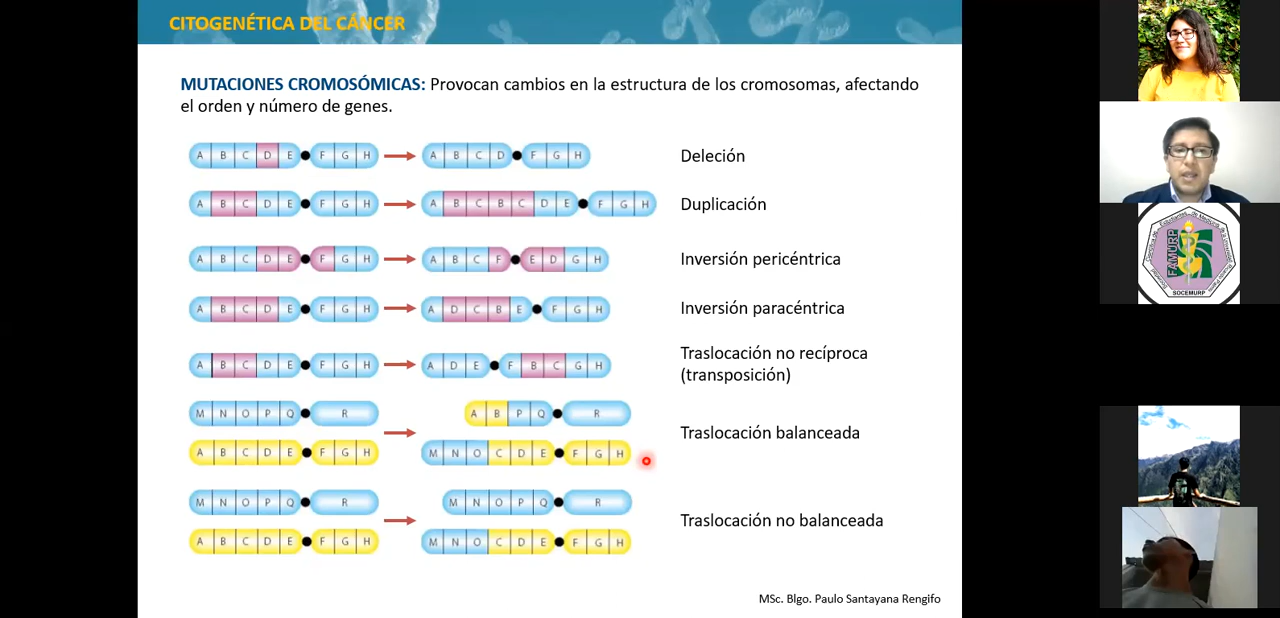 CITOGENÉTICA DEL CÁNCER
MUTACIONES CROMOSÓMICAS: Provocan cambios en la estructura de los cromosomas, afectando
el orden y número de genes.
A B C D E F G H A B C D F G H Deleción
A B C D E F G H A B C B C D E F G H Duplicación
A B C D E F G H A B C F E D G H Inversión pericéntrica
A B C D E F G H A D C B E F G H Inversión paracéntrica
Traslocación no recíproca
A B C D E F G H A D E F B C G H
(transposición)
M N O P Q R A B P Q R
Traslocación balanceada
A B C D E F G H M N O C D E F G H
M N O P Q R M N O P Q R
Traslocación no balanceada
A B C D E F G H M N O C D E F G H
MSc. Blgo. Paulo Santayana Rengifo
FAMURP
SOCEMURP